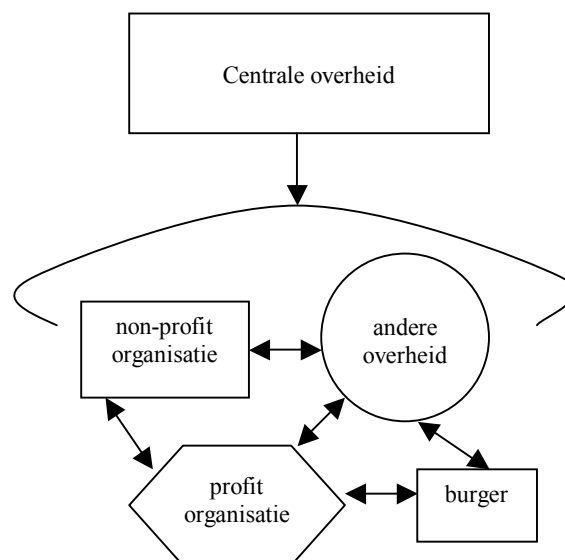 Centrale overheid
non-profit
organisatie
andere
overheid
profit
organisatie
burger